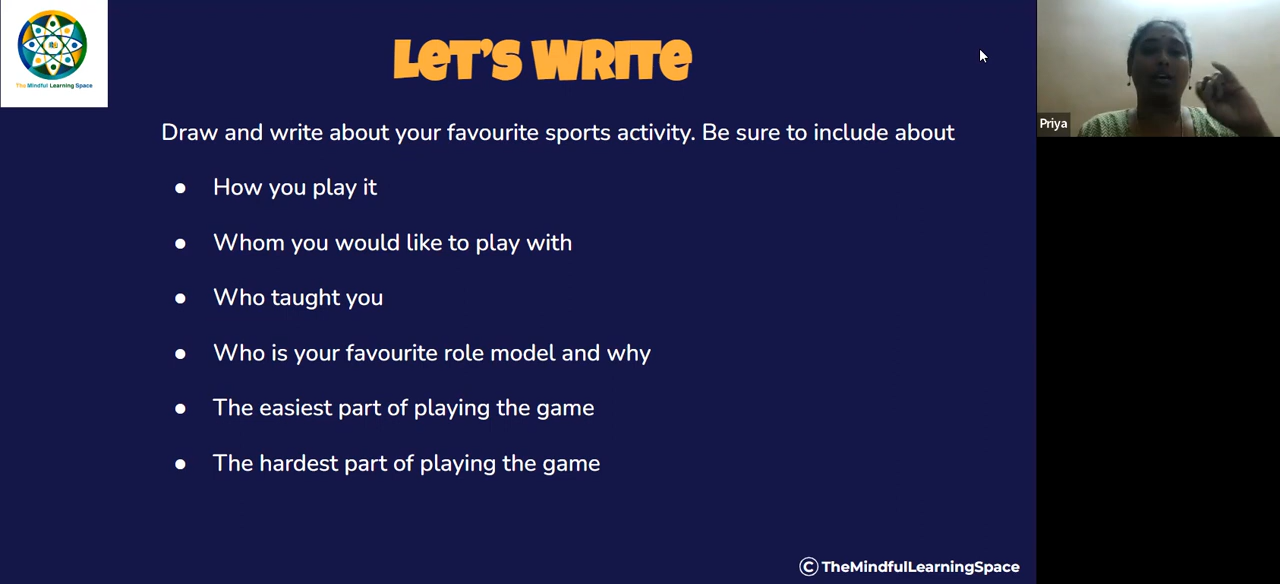 The Mindful Learning Space
LET'S WRITE
Draw and write about your favourite sports activity. Be sure to include about
● How you play it
● Whom you would like to play with
● Who taught you
● Who is your favourite role model and why
● The easiest part of playing the game
● The hardest part of playing the game
© TheMindfulLearningSpace
Priya